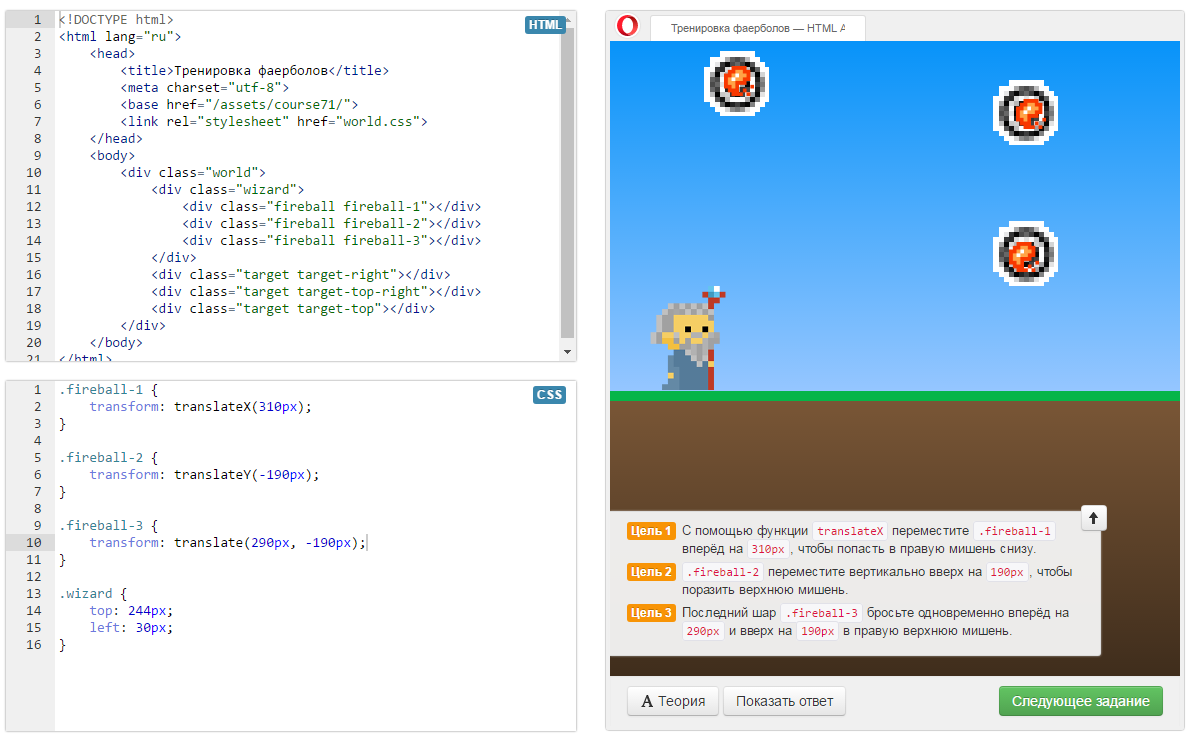 HTML
1 <!DOCTYPE html>
2 <html lang="ru">
3 <head>
4 <title>Тренировка фаерболов</title>
5 <meta charset="utf-8">
6 <base href="/assets/course71/">
7 <link rel="stylesheet" href="world.css">
8 </head>
9 <body>
10 <div class="world">
11 <div class="wizard">
12 <div class="fireball fireball-1"></div>
13 <div class="fireball fireball-2"></div>
14 <div class="fireball fireball-3"></div>
15 </div>
16 <div class="target target-right"></div>
17 <div class="target target-top-right"></div>
18 <div class="target target-top"></div>
19 </div>
20 </body>
21 </html>
CSS
1 .fireball-1 {
2 transform: translateX(310px);
3 }
4
5 .fireball-2 {
6 transform: translateY(-190px);
7 }
8
9 .fireball-3 {
10 transform: translate(290px, -190px);
11 }
12
13 .wizard {
14 top: 244px;
15 left: 30px;
16 }
Тренировка фаерболов — HTML A
Цель 1 С помощью функции translateX переместите .fireball-1
вперёд на 310px, чтобы попасть в правую мишень снизу.
Цель 2 .fireball-2 переместите вертикально вверх на 190px, чтобы
поразить верхнюю мишень.
Цель 3 Последний шар .fireball-3 бросьте одновременно вперёд на
290px и вверх на 190px в правую верхнюю мишень.
A Теория
Показать ответ
Следующее задание